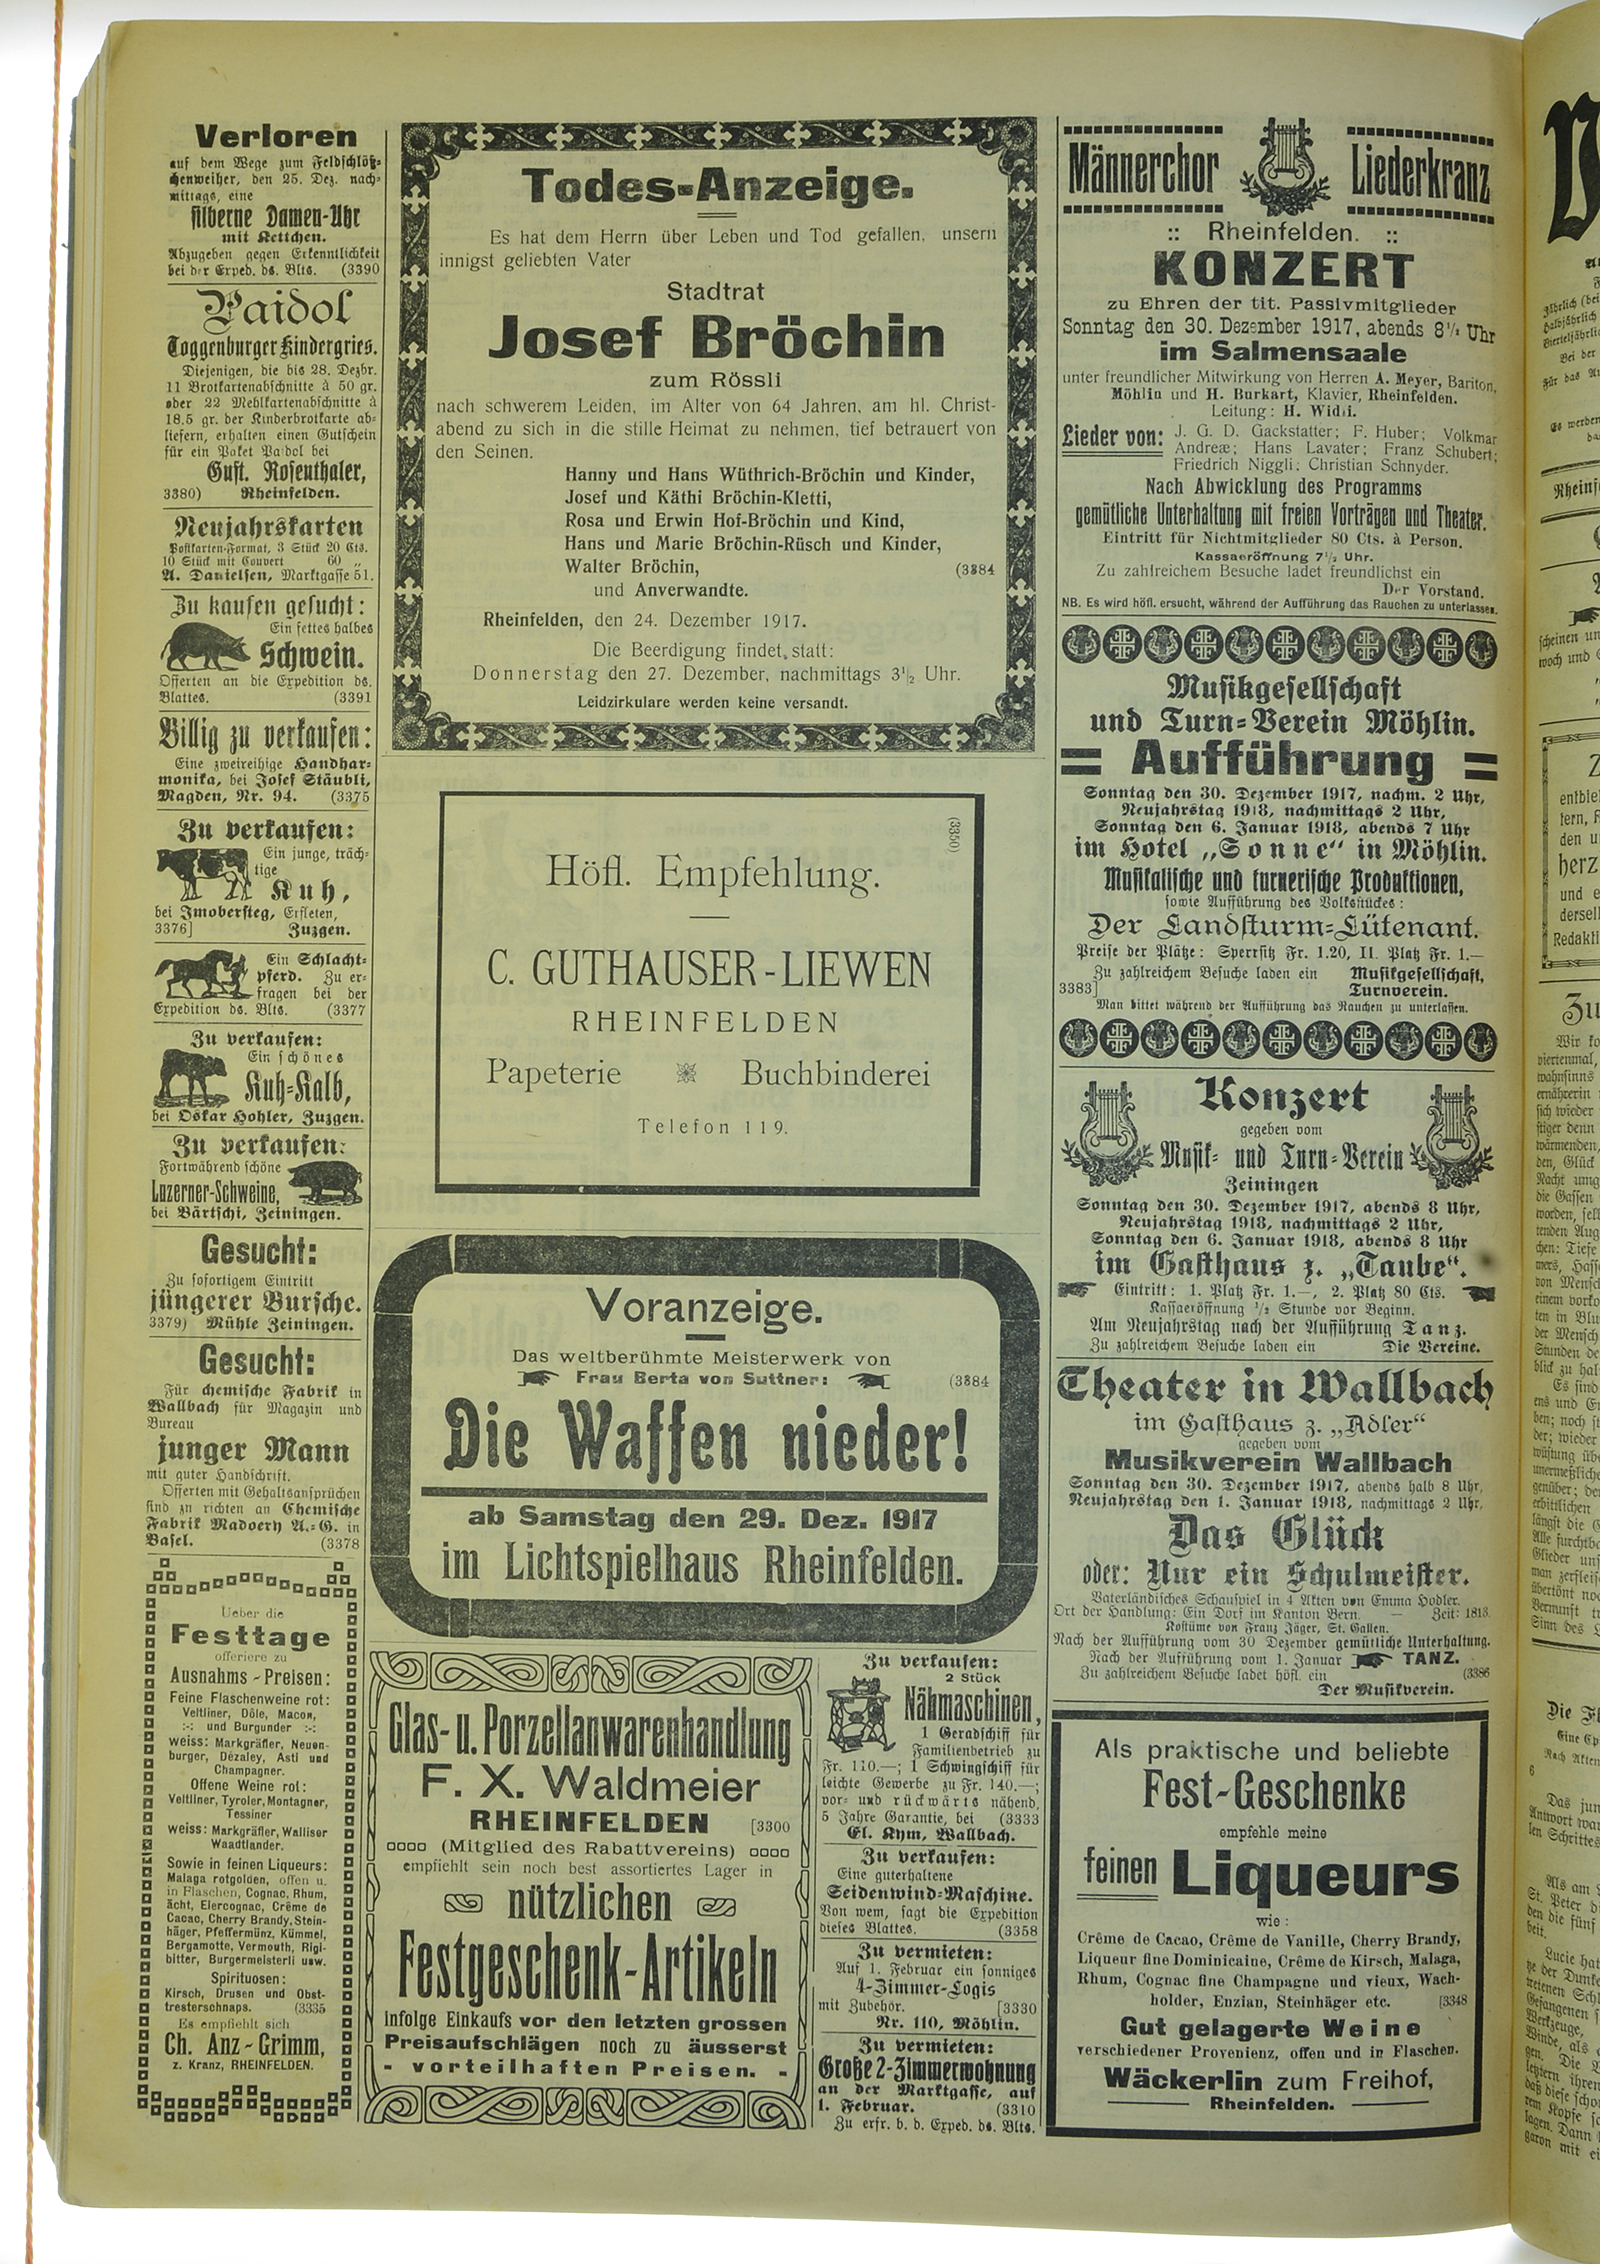 Verloren
auf dem Wege zum Feldschlöß-
chenweiher, den 25. Dez. nach-
mittags, eine
silberne Damen-Uhr
mit Kettchen.
Abzugeben gegen Erkenntlichkeit
bei der Exped. ds. Blts. (3390
Paidol
Toggenburger Kindergries.
Diejenigen, die bis 28. Dezbr.
11 Brotkartenabschnitte à 50 gr.
oder 22 Mehlkartenabschnitte à
18.5 gr. der Kinderbrotkarte ab-
liefern, erhalten einen Gutschein
für ein Paket Paidol bei
Gust. Rosenthaler,
3380) Rheinfelden.
Neujahrskarten
Postkarten-Format, 3 Stück 20 Cts.
10 Stück mit Couvert 60 „
A. Danielsen, Marktgasse 51.
Zu kaufen gesucht:
Ein fettes halbes
Schwein.
Offerten an die Expedition ds.
Blattes. (3391
Billig zu verkaufen:
Eine zweireihige Handhar-
monika, bei Josef Stäubli,
Magden, Nr. 94. (3375
Zu verkaufen:
Ein junge, träch-
tige
Kuh,
bei Imobersteg, Erfleten,
3376] Zuzgen.
Ein Schlacht-
pferd. Zu er-
fragen bei der
Expedition ds. Blts. (3377
Zu verkaufen:
Ein schönes
Kuh-Kalb,
bei Oskar Hohler, Zuzgen.
Zu verkaufen:
Fortwährend schöne
Luzerner-Schweine,
bei Bärtschi, Zeiningen.
Gesucht:
Zu sofortigem Eintritt
jüngerer Bursche.
3379) Mühle Zeiningen.
Gesucht:
Für chemische Fabrik in
Wallbach für Magazin und
Bureau
junger Mann
mit guter Handschrift.
Offerten mit Gehaltsansprüchen
sind zu richten an Chemische
Fabrik Madoery A.-G. in
Basel. (3378
Ueber die
Festtage
offeriere zu
Ausnahms-Preisen:
Feine Flaschenweine rot:
Veltliner, Dôle, Macon,
:-: und Burgunder :-:
weiss: Markgräfler, Neuen-
burger, Dézaley, Asti und
Champagner.
Offene Weine rot:
Veltliner, Tyroler, Montagner,
Tessiner
weiss: Markgräfler, Walliser
Waadtlander.
Sowie in feinen Liqueurs:
Malaga rotgolden, offen u.
in Flaschen, Cognac, Rhum,
ächt, Eiercognac, Crême de
Cacao, Cherry Brandy, Stein-
häger, Pfeffermünz, Kümmel,
Bergamotte, Vermouth, Rigi-
bitter, Burgermeisterli usw.
Spirituosen:
Kirsch, Drusen und Obst-
tresterschnaps. (3335
Es empfiehlt sich
Ch. Anz-Grimm,
z. Kranz, RHEINFELDEN.
Todes-Anzeige.
Es hat dem Herrn über Leben und Tod gefallen, unsern
innigst geliebten Vater
Stadtrat
Josef Bröchin
zum Rössli
nach schwerem Leiden, im Alter von 64 Jahren, am hl. Christ-
abend zu sich in die stille Heimat zu nehmen, tief betrauert von
den Seinen.
Hanny und Hans Wüthrich-Bröchin und Kinder,
Josef und Käthi Bröchin-Kletti,
Rosa und Erwin Hof-Bröchin und Kind,
Hans und Marie Bröchin-Rüsch und Kinder,
Walter Bröchin, (3384
und Anverwandte.
Rheinfelden, den 24. Dezember 1917.
Die Beerdigung findet statt:
Donnerstag den 27. Dezember, nachmittags 3½ Uhr.
Leidzirkulare werden keine versandt.
(3350)
Höfl. Empfehlung.
C. GUTHAUSER-LIEWEN
RHEINFELDEN
Papeterie Buchbinderei
Telefon 119.
Voranzeige.
Das weltberühmte Meisterwerk von
Frau Berta von Suttner: (3384
Die Waffen nieder!
ab Samstag den 29. Dez. 1917
im Lichtspielhaus Rheinfelden.
Glas- u. Porzellanwarenhandlung
F. X. Waldmeier
RHEINFELDEN [3300
(Mitglied des Rabattvereins)
empfiehlt sein noch best assortiertes Lager in
nützlichen
Festgeschenk-Artikeln
infolge Einkaufs vor den letzten grossen
Preisaufschlägen noch zu äusserst
- vorteilhaften Preisen. -
Zu verkaufen:
2 Stück
Nähmaschinen,
1 Geradschiff für
Familienbetrieb zu
Fr. 110.—; 1 Schwingschiff für
leichte Gewerbe zu Fr. 140.—;
vor- und rückwärts nähend,
5 Jahre Garantie, bei (3333
El. Kym, Wallbach.
Zu verkaufen:
Eine guterhaltene
Seidenwind-Maschine.
Von wem, sagt die Expedition
dieses Blattes. (3358
Zu vermieten:
Auf 1. Februar ein sonniges
4-Zimmer-Logis
mit Zubehör. [3330
Nr. 110, Möhlin.
Zu vermieten:
Große 2-Zimmerwohnung
an der Marktgasse, auf
1. Februar. (3310
Zu erfr. b. d. Exped. ds. Blts.
Männerchor Liederkranz
:: Rheinfelden. ::
KONZERT
zu Ehren der tit. Passivmitglieder
Sonntag den 30. Dezember 1917, abends 8½ Uhr
im Salmensaale
unter freundlicher Mitwirkung von Herren A. Meyer, Bariton,
Möhlin und H. Burkart, Klavier, Rheinfelden.
Leitung: H. Widi.
Lieder von: J. G. D. Gackstatter; F. Huber; Volkmar
Andreæ; Hans Lavater; Franz Schubert;
Friedrich Niggli; Christian Schnyder.
Nach Abwicklung des Programms
gemütliche Unterhaltung mit freien Vorträgen und Theater.
Eintritt für Nichtmitglieder 80 Cts. à Person.
Kassaeröffnung 7½ Uhr.
Zu zahlreichem Besuche ladet freundlichst ein
Der Vorstand.
NB. Es wird höfl. ersucht, während der Aufführung das Rauchen zu unterlassen.
Musikgesellschaft
und Turn-Verein Möhlin.
= Aufführung =
Sonntag den 30. Dezember 1917, nachm. 2 Uhr,
Neujahrstag 1918, nachmittags 2 Uhr,
Sonntag den 6. Januar 1918, abends 7 Uhr
im Hotel „Sonne“ in Möhlin.
Musikalische und turnerische Produktionen,
sowie Aufführung des Volksstückes:
Der Landsturm-Lütenant.
Preise der Plätze: Sperrsitz Fr. 1.20, II. Platz Fr. 1.—
Zu zahlreichem Besuche laden ein Musikgesellschaft,
3383] Turnverein.
Man bittet während der Aufführung das Rauchen zu unterlassen.
Konzert
gegeben vom
Musik- und Turn-Verein
Zeiningen
Sonntag den 30. Dezember 1917, abends 8 Uhr,
Neujahrstag 1918, nachmittags 2 Uhr,
Sonntag den 6. Januar 1918, abends 8 Uhr
im Gasthaus z. „Taube“.
Eintritt: 1. Platz Fr. 1.—, 2. Platz 80 Cts.
Kassaeröffnung ½ Stunde vor Beginn.
Am Neujahrstag nach der Aufführung Tanz.
Zu zahlreichem Besuche laden ein Die Vereine.
Theater in Wallbach
im Gasthaus z. „Adler“
gegeben vom
Musikverein Wallbach
Sonntag den 30. Dezember 1917, abends halb 8 Uhr,
Neujahrstag den 1. Januar 1918, nachmittags 2 Uhr,
Das Glück
oder: Nur ein Schulmeister.
Vaterländisches Schauspiel in 4 Akten von Emma Hodler.
Ort der Handlung: Ein Dorf im Kanton Bern. — Zeit: 1813.
Kostüme von Franz Jäger, St. Gallen.
Nach der Aufführung vom 30 Dezember gemütliche Unterhaltung.
Nach der Aufführung vom 1. Januar TANZ.
Zu zahlreichem Besuche ladet höfl. ein (3386
Der Musikverein.
Als praktische und beliebte
Fest-Geschenke
empfehle meine
feinen Liqueurs
wie:
Crême de Cacao, Crême de Vanille, Cherry Brandy,
Liqueur fine Dominicaine, Crême de Kirsch, Malaga,
Rhum, Cognac fine Champagne und vieux, Wach-
holder, Enzian, Steinhäger etc. [3348
Gut gelagerte Weine
verschiedener Provenienz, offen und in Flaschen.
Wäckerlin zum Freihof,
Rheinfelden.